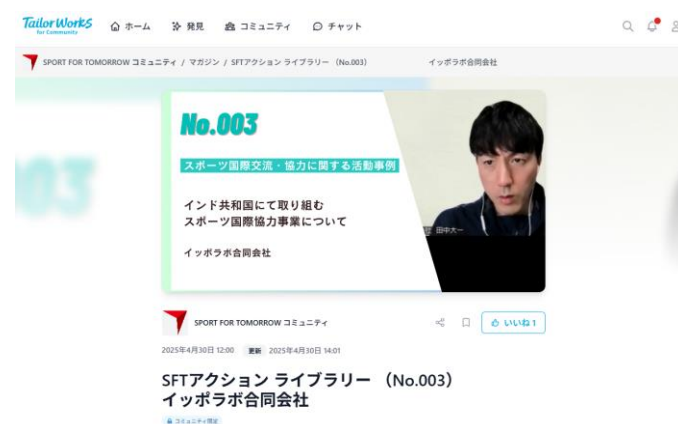 Tailor Works
for Community
ホーム
発見
コミュニティ
チャット
SPORT FOR TOMORROW コミュニティ / マガジン / SFTアクション ライブラリー （No.003） イッポラボ合同会社
No.003
スポーツ国際交流・協力に関する活動事例
インド共和国にて取り組む
スポーツ国際協力事業について
イッポラボ合同会社
田中大一
SPORT FOR TOMORROW コミュニティ
いいね 1
2025年4月30日 12:00 更新 2025年4月30日 14:01
SFTアクション ライブラリー （No.003）
イッポラボ合同会社
コミュニティ限定